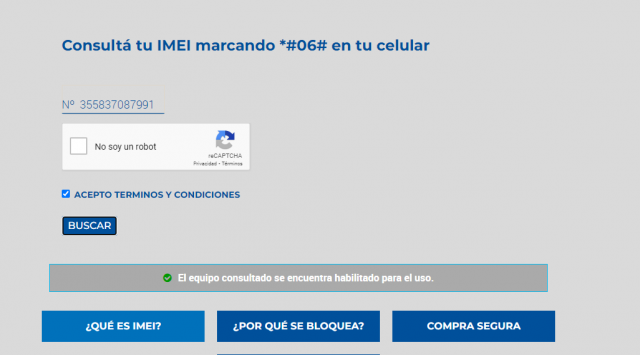 Consultá tu IMEI marcando *#06# en tu celular
Nº 355837087991
No soy un robot
reCAPTCHA
Privacidad - Términos
ACEPTO TERMINOS Y CONDICIONES
BUSCAR
El equipo consultado se encuentra habilitado para el uso.
¿QUÉ ES IMEI?
¿POR QUÉ SE BLOQUEA?
COMPRA SEGURA